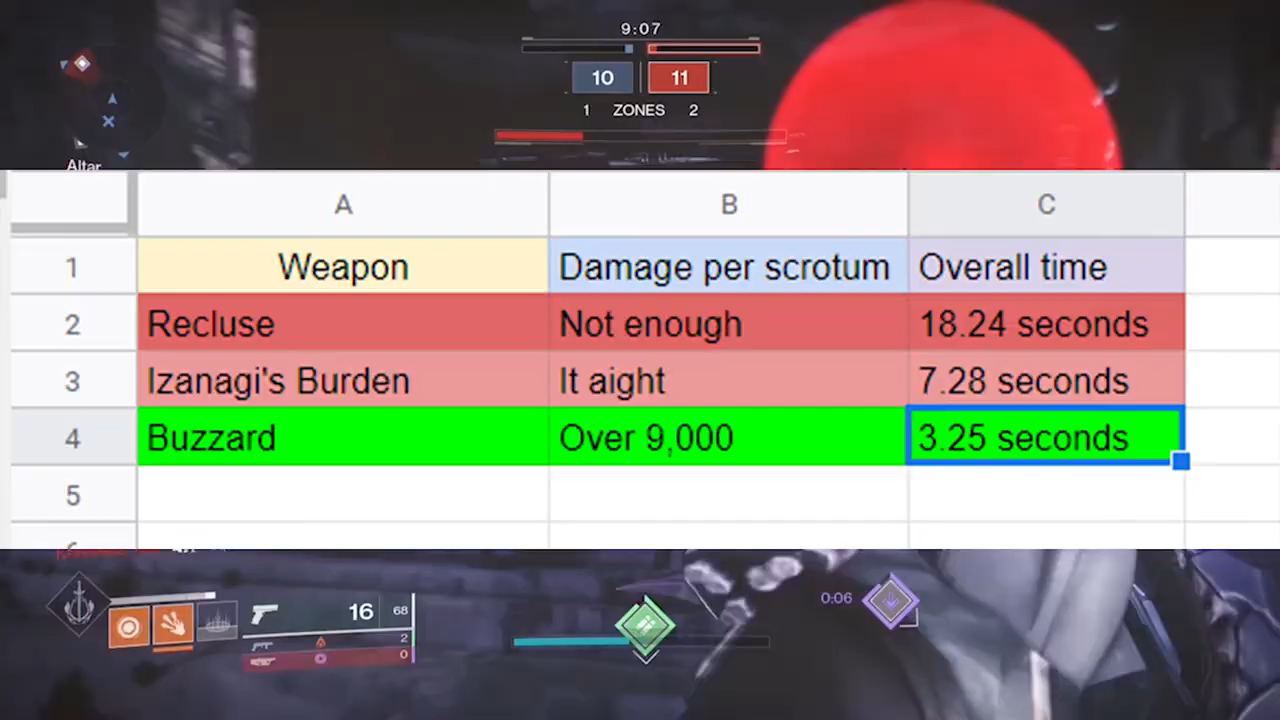 9:07
10 11
1 ZONES 2
Altar
A B C
1 Weapon Damage per scrotum Overall time
2 Recluse Not enough 18.24 seconds
3 Izanagi's Burden It aight 7.28 seconds
4 Buzzard Over 9,000 3.25 seconds
5
16 68
2
0
0:06